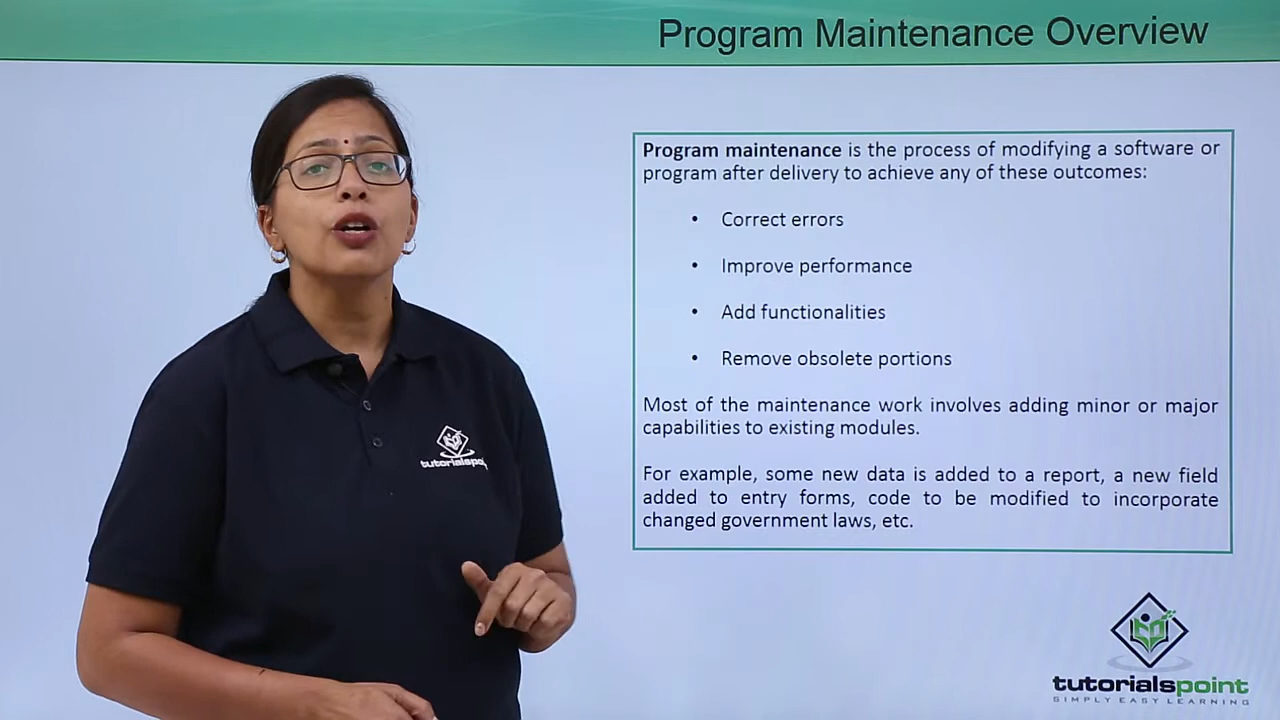 Program Maintenance Overview
Program maintenance is the process of modifying a software or
program after delivery to achieve any of these outcomes:
• Correct errors
• Improve performance
• Add functionalities
• Remove obsolete portions
Most of the maintenance work involves adding minor or major
capabilities to existing modules.
For example, some new data is added to a report, a new field
added to entry forms, code to be modified to incorporate
changed government laws, etc.
tutorialspoint
tutorialspoint
SIMPLY EASY LEARNING